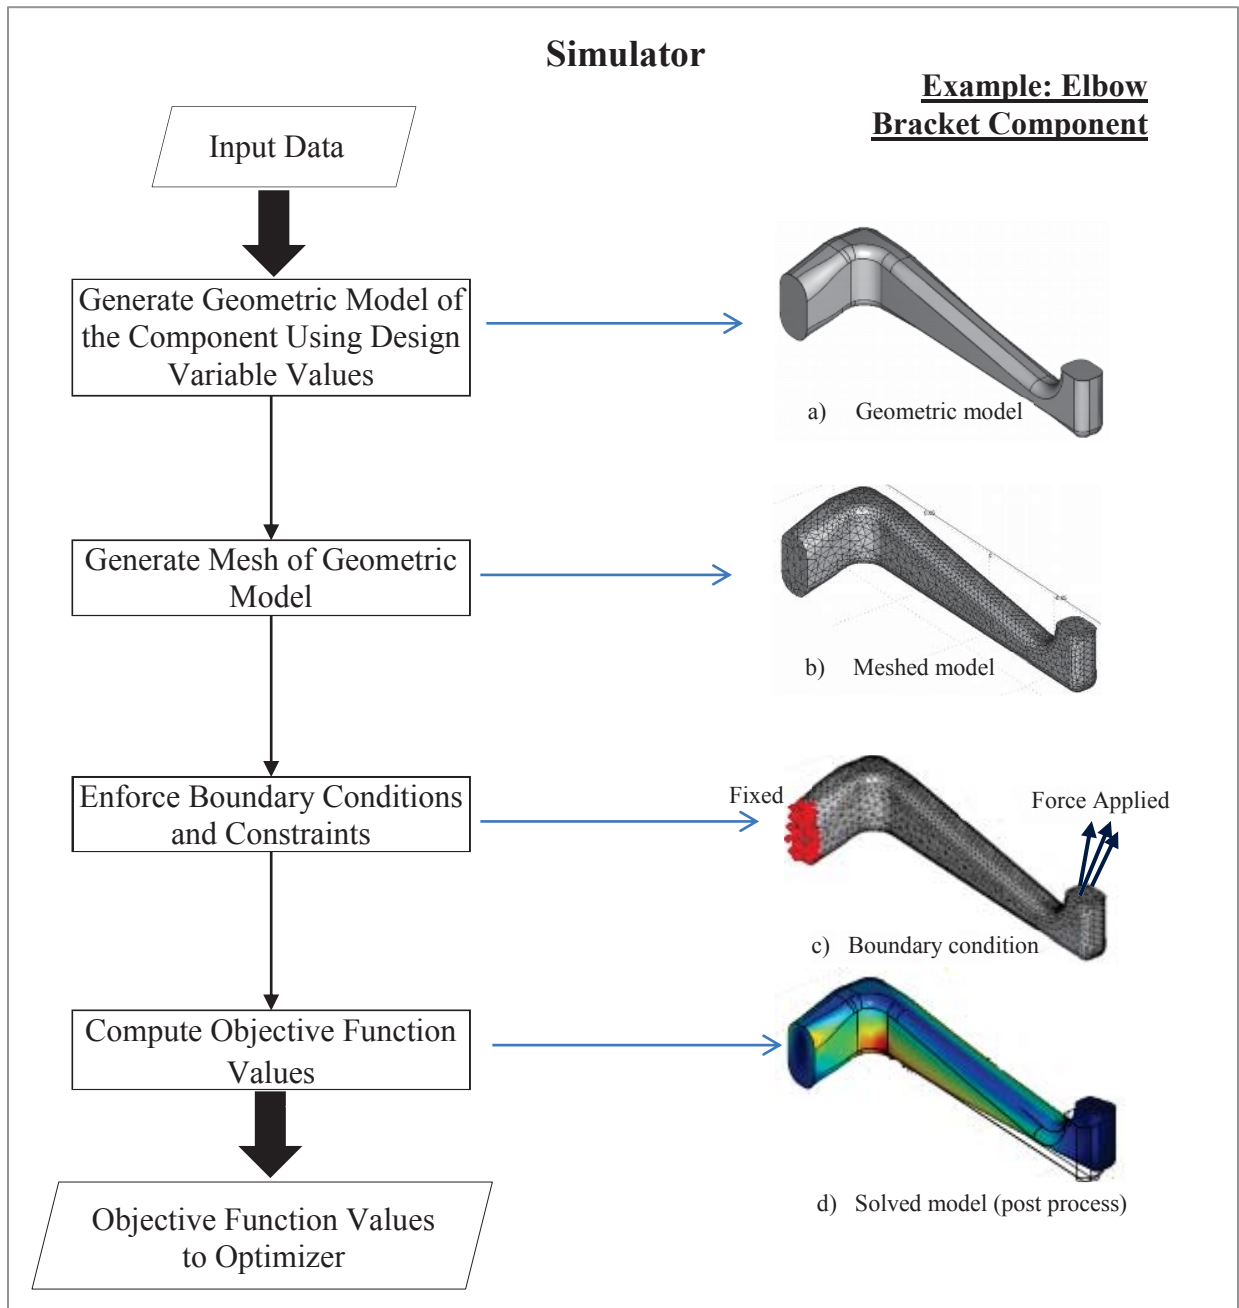 Simulator
Example: Elbow
Bracket Component
Input Data
Generate Geometric Model of
the Component Using Design
Variable Values
a) Geometric model
Generate Mesh of Geometric
Model
b) Meshed model
Enforce Boundary Conditions
and Constraints
Fixed
Force Applied
c) Boundary condition
Compute Objective Function
Values
d) Solved model (post process)
Objective Function Values
to Optimizer